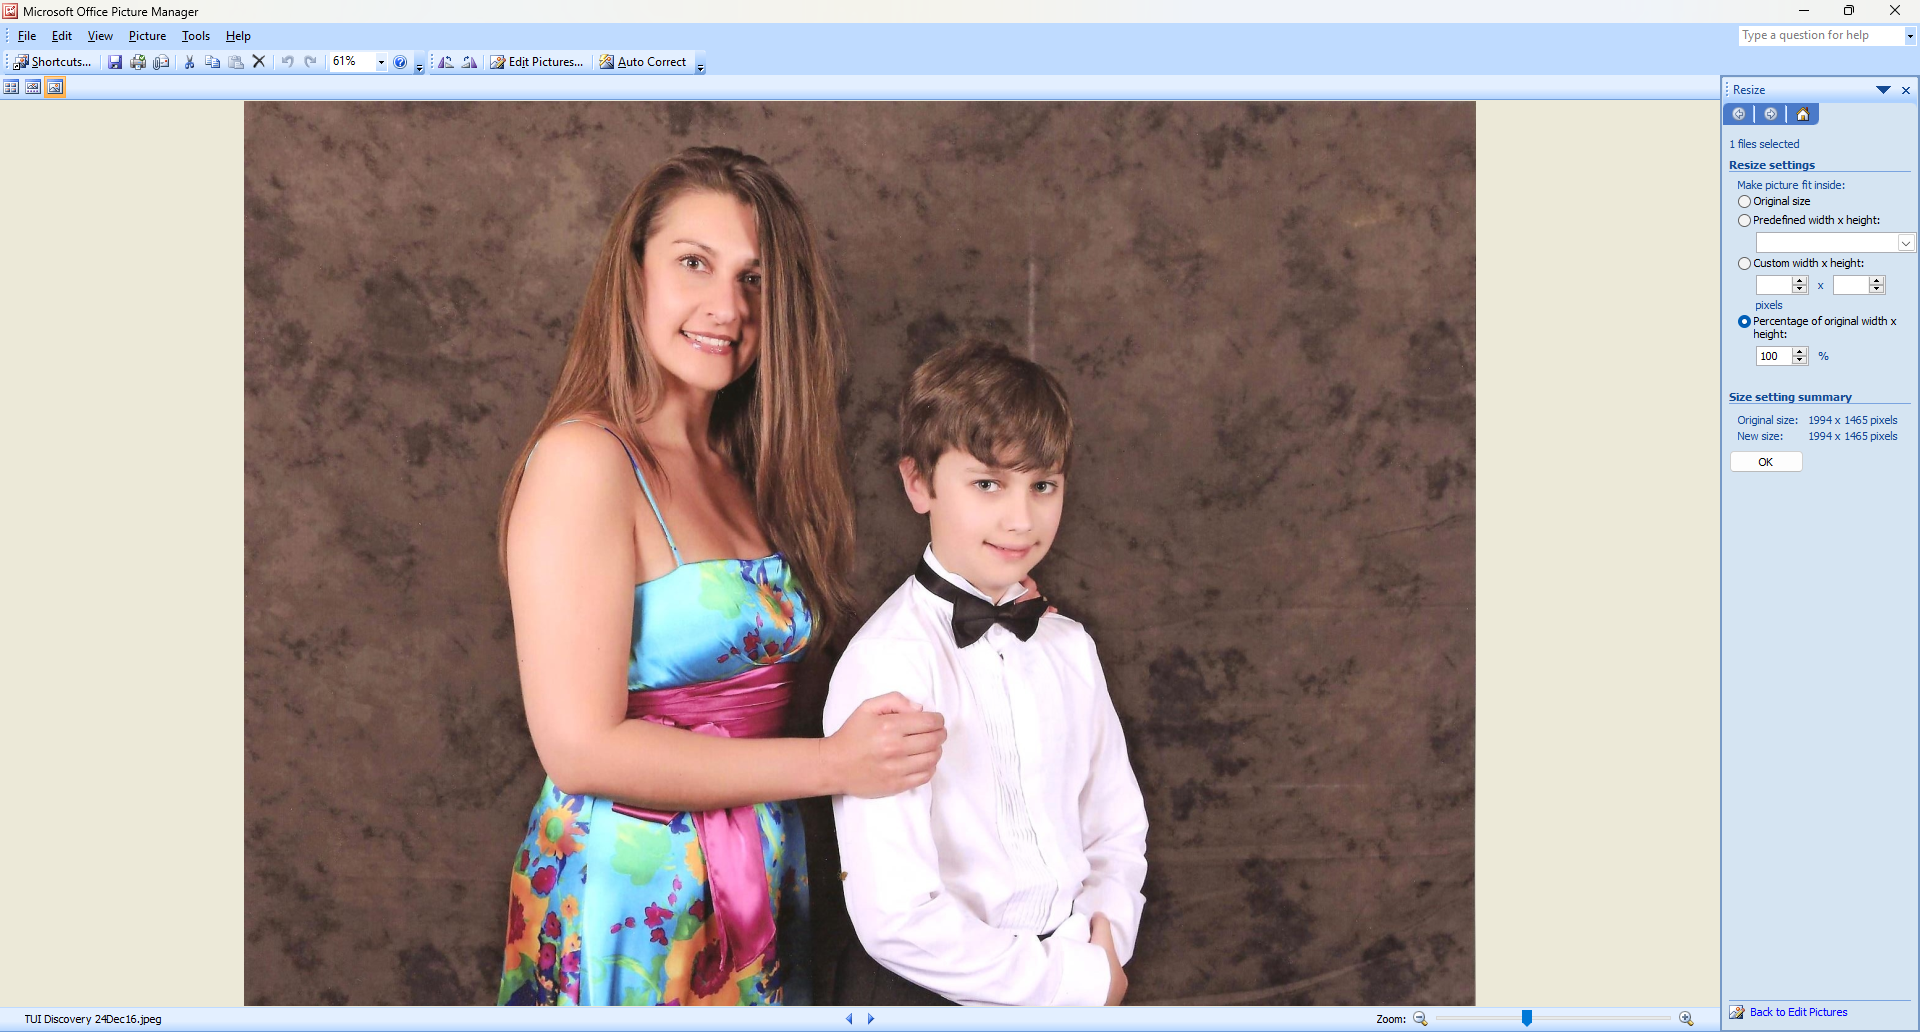 Microsoft Office Picture Manager
File Edit View Picture Tools Help
Type a question for help
Shortcuts...
61%
Edit Pictures...
Auto Correct
Resize
1 files selected
Resize settings
Make picture fit inside:
Original size
Predefined width x height:
Custom width x height:
x
pixels
Percentage of original width x
height:
100 %
Size setting summary
Original size: 1994 x 1465 pixels
New size: 1994 x 1465 pixels
OK
Back to Edit Pictures
TUI Discovery 24Dec16.jpeg
Zoom: